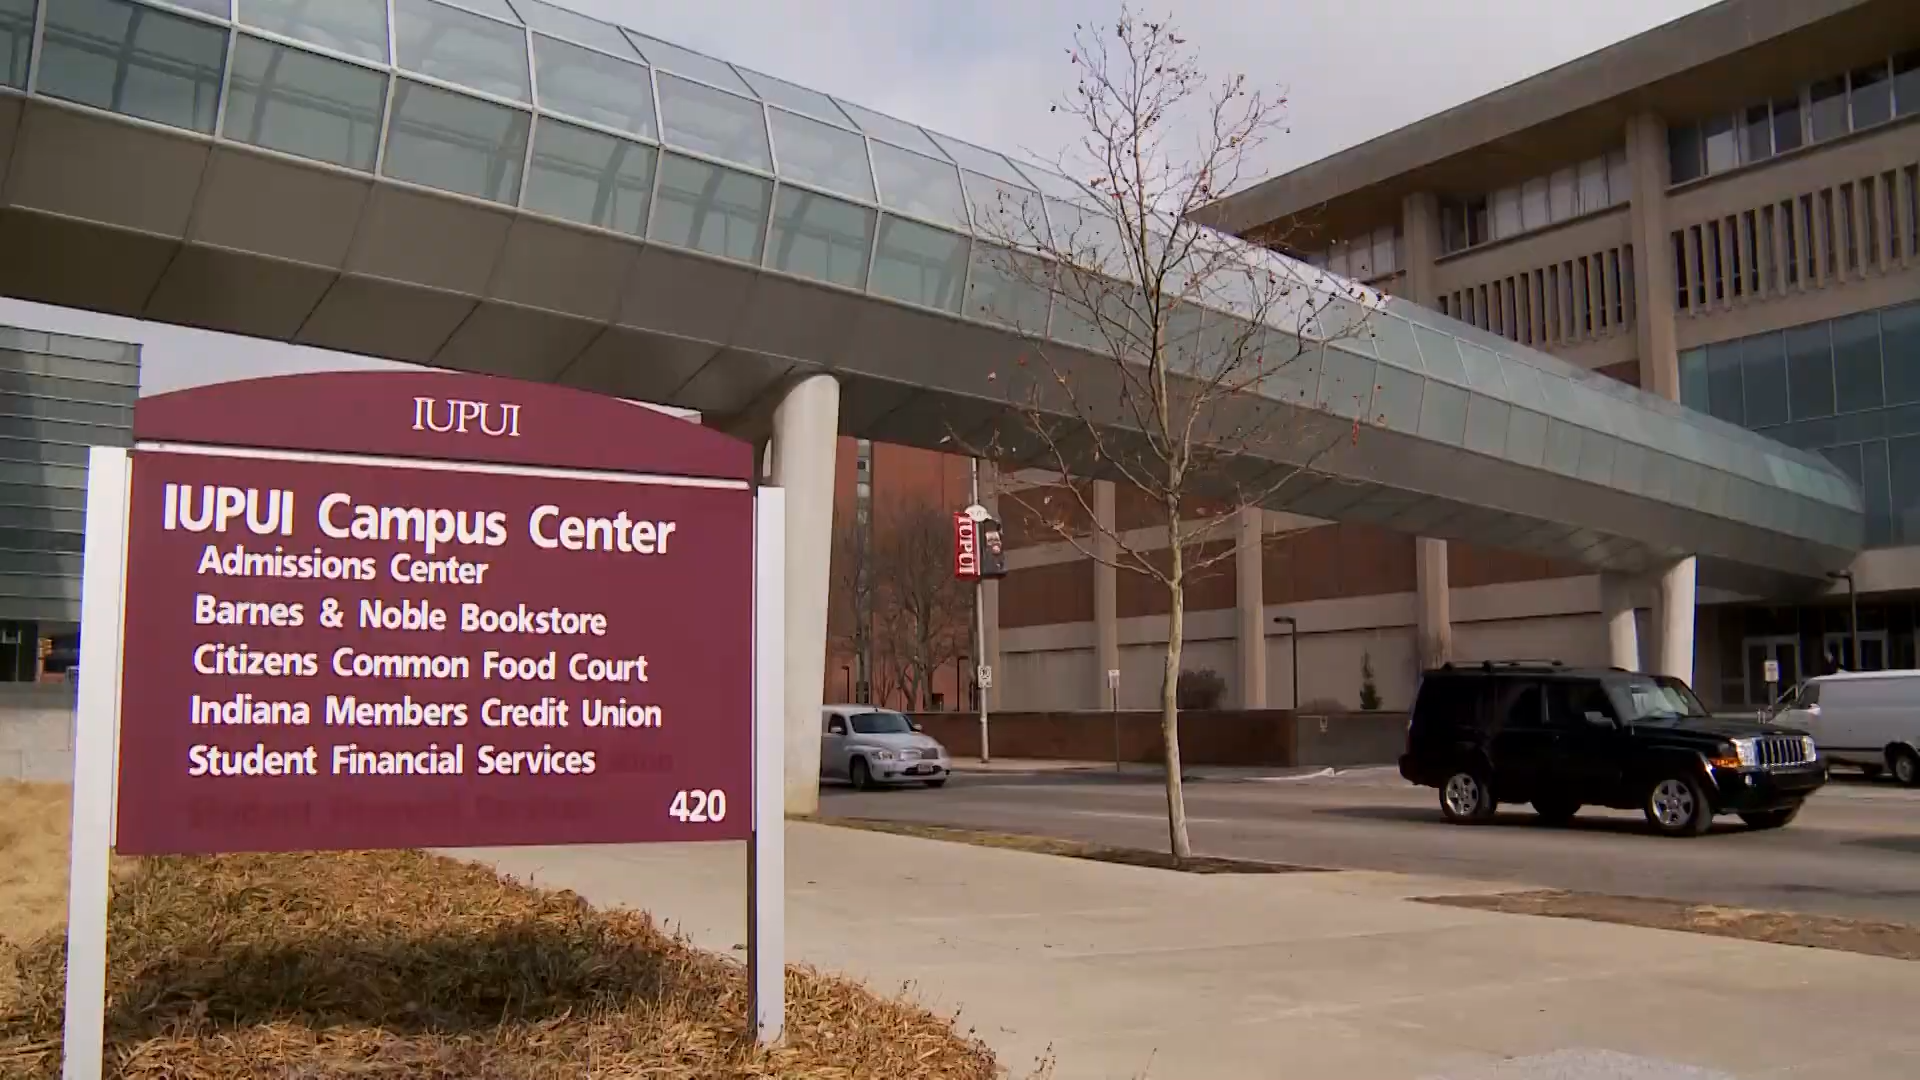 IUPUI
IUPUI Campus Center
Admissions Center
Barnes & Noble Bookstore
Citizens Common Food Court
Indiana Members Credit Union
Student Financial Services
420
IUPUI